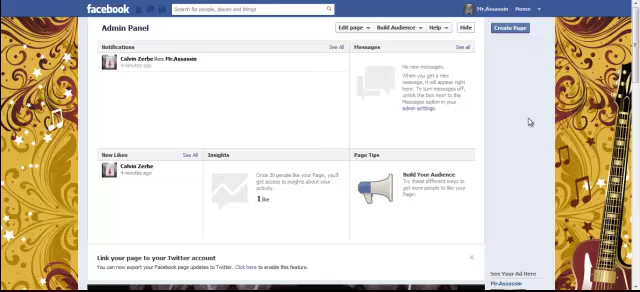 facebook
Search for people, places and things
Mr.Assassin
Home
Admin Panel
Edit page
Build Audience
Help
Hide
Create Page
Notifications
See All
Calvin Zerbe likes Mr.Assassin
4 minutes ago
Messages
See all
No new messages.
When you get a new
message, it will appear
right here. To turn messages off,
untick the box next to the
Messages option in your
admin settings.
New Likes
See All
Calvin Zerbe
4 minutes ago
Insights
Once 30 people like your Page, you'll
get access to insights about your
activity.
1 like
Page Tips
Build Your Audience
Try these different ways to
get more people to like your
Page:
Link your page to your Twitter account
You can now export your Facebook page updates to Twitter. Click here to enable this feature.
See Your Ad Here
Mr.Assassin